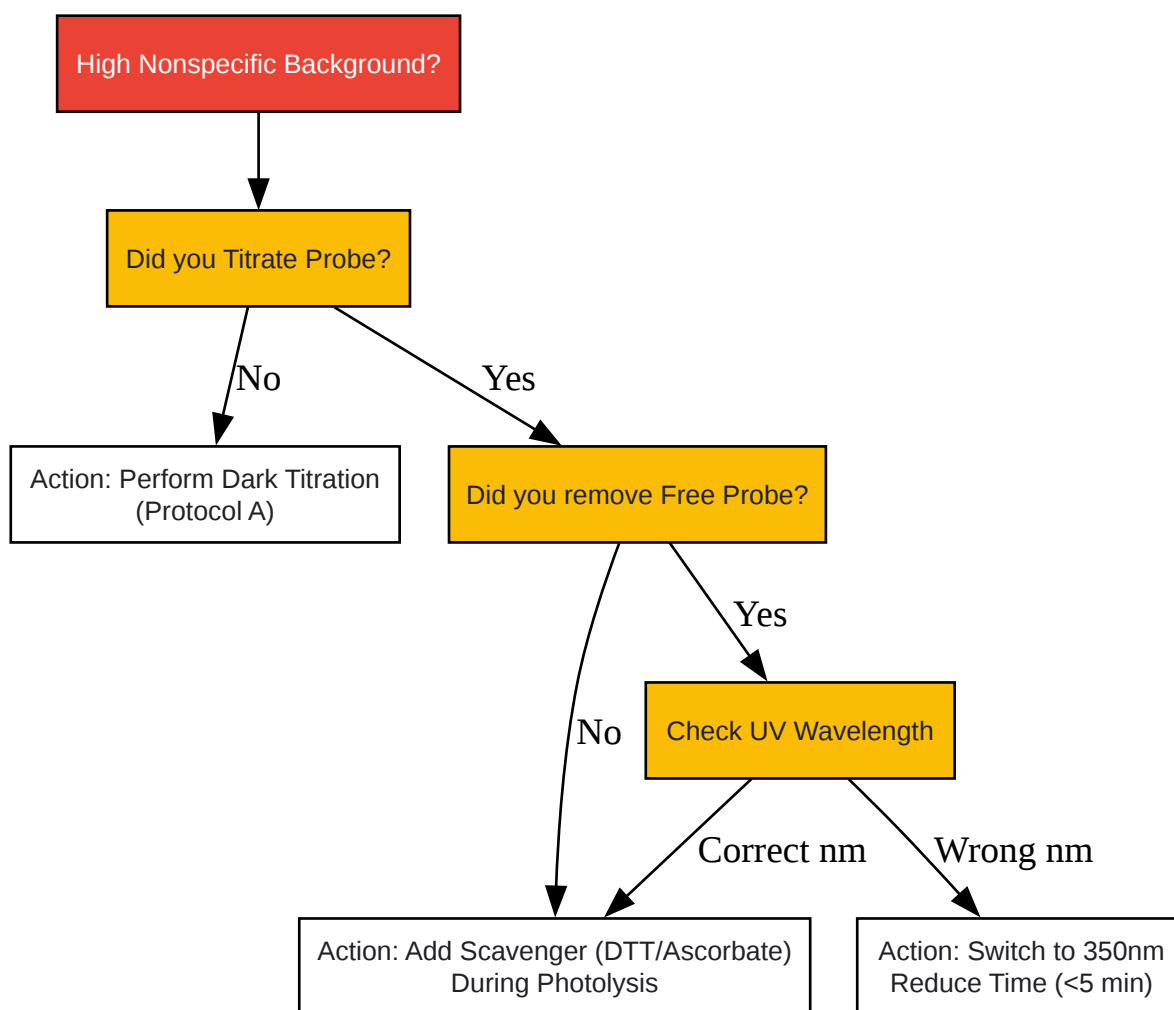 High Nonspecific Background?
Did you Titrate Probe?
No
Yes
Action: Perform Dark Titration
(Protocol A)
Did you remove Free Probe?
Yes
No
Check UV Wavelength
Correct nm
Wrong nm
Action: Add Scavenger (DTT/Ascorbate)
During Photolysis
Action: Switch to 350nm
Reduce Time (<5 min)